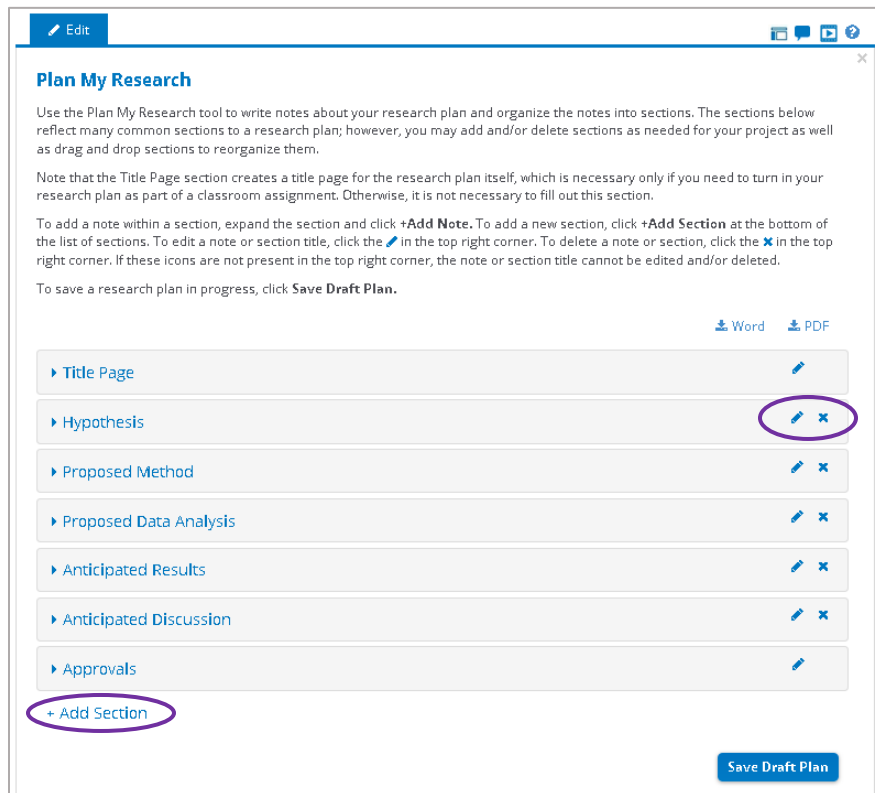 Edit
Plan My Research
Use the Plan My Research tool to write notes about your research plan and organize the notes into sections. The sections below
reflect many common sections to a research plan; however, you may add and/or delete sections as needed for your project as well
as drag and drop sections to reorganize them.
Note that the Title Page section creates a title page for the research plan itself, which is necessary only if you need to turn in your
research plan as part of a classroom assignment. Otherwise, it is not necessary to fill out this section.
To add a note within a section, expand the section and click +Add Note. To add a new section, click +Add Section at the bottom of
the list of sections. To edit a note or section title, click the in the top right corner. To delete a note or section, click the × in the top
right corner. If these icons are not present in the top right corner, the note or section title cannot be edited and/or deleted.
To save a research plan in progress, click Save Draft Plan.
Word PDF
Title Page
Hypothesis
Proposed Method
Proposed Data Analysis
Anticipated Results
Anticipated Discussion
Approvals
+ Add Section
Save Draft Plan